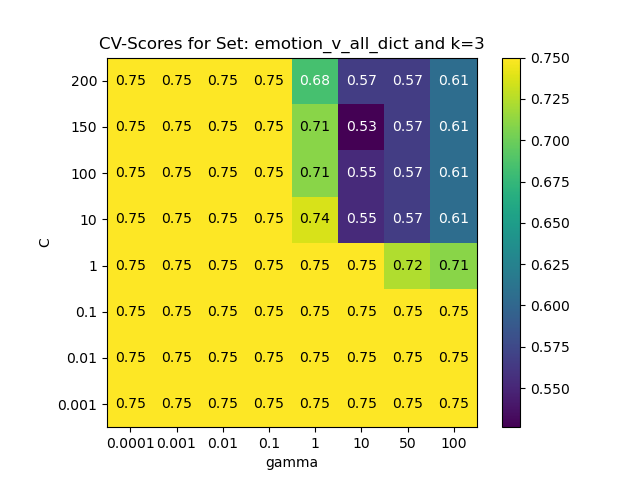 CV-Scores for Set: emotion_v_all_dict and k=3
200 0.75 0.75 0.75 0.75 0.68 0.57 0.57 0.61
150 0.75 0.75 0.75 0.75 0.71 0.53 0.57 0.61
100 0.75 0.75 0.75 0.75 0.71 0.55 0.57 0.61
10 0.75 0.75 0.75 0.75 0.74 0.55 0.57 0.61
1 0.75 0.75 0.75 0.75 0.75 0.75 0.72 0.71
0.1 0.75 0.75 0.75 0.75 0.75 0.75 0.75 0.75
0.01 0.75 0.75 0.75 0.75 0.75 0.75 0.75 0.75
0.001 0.75 0.75 0.75 0.75 0.75 0.75 0.75 0.75
0.0001 0.001 0.01 0.1 1 10 50 100
gamma
C
0.750
0.725
0.700
0.675
0.650
0.625
0.600
0.575
0.550